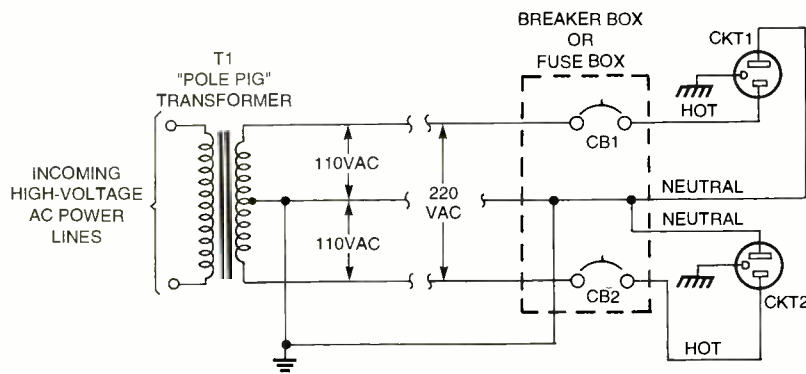 BREAKER BOX
OR
FUSE BOX
CKT1
T1
"POLE PIG"
TRANSFORMER
HOT
CB1
INCOMING
HIGH-VOLTAGE
AC POWER
LINES
110VAC
220
VAC
NEUTRAL
NEUTRAL
110VAC
CB2
CKT2
HOT